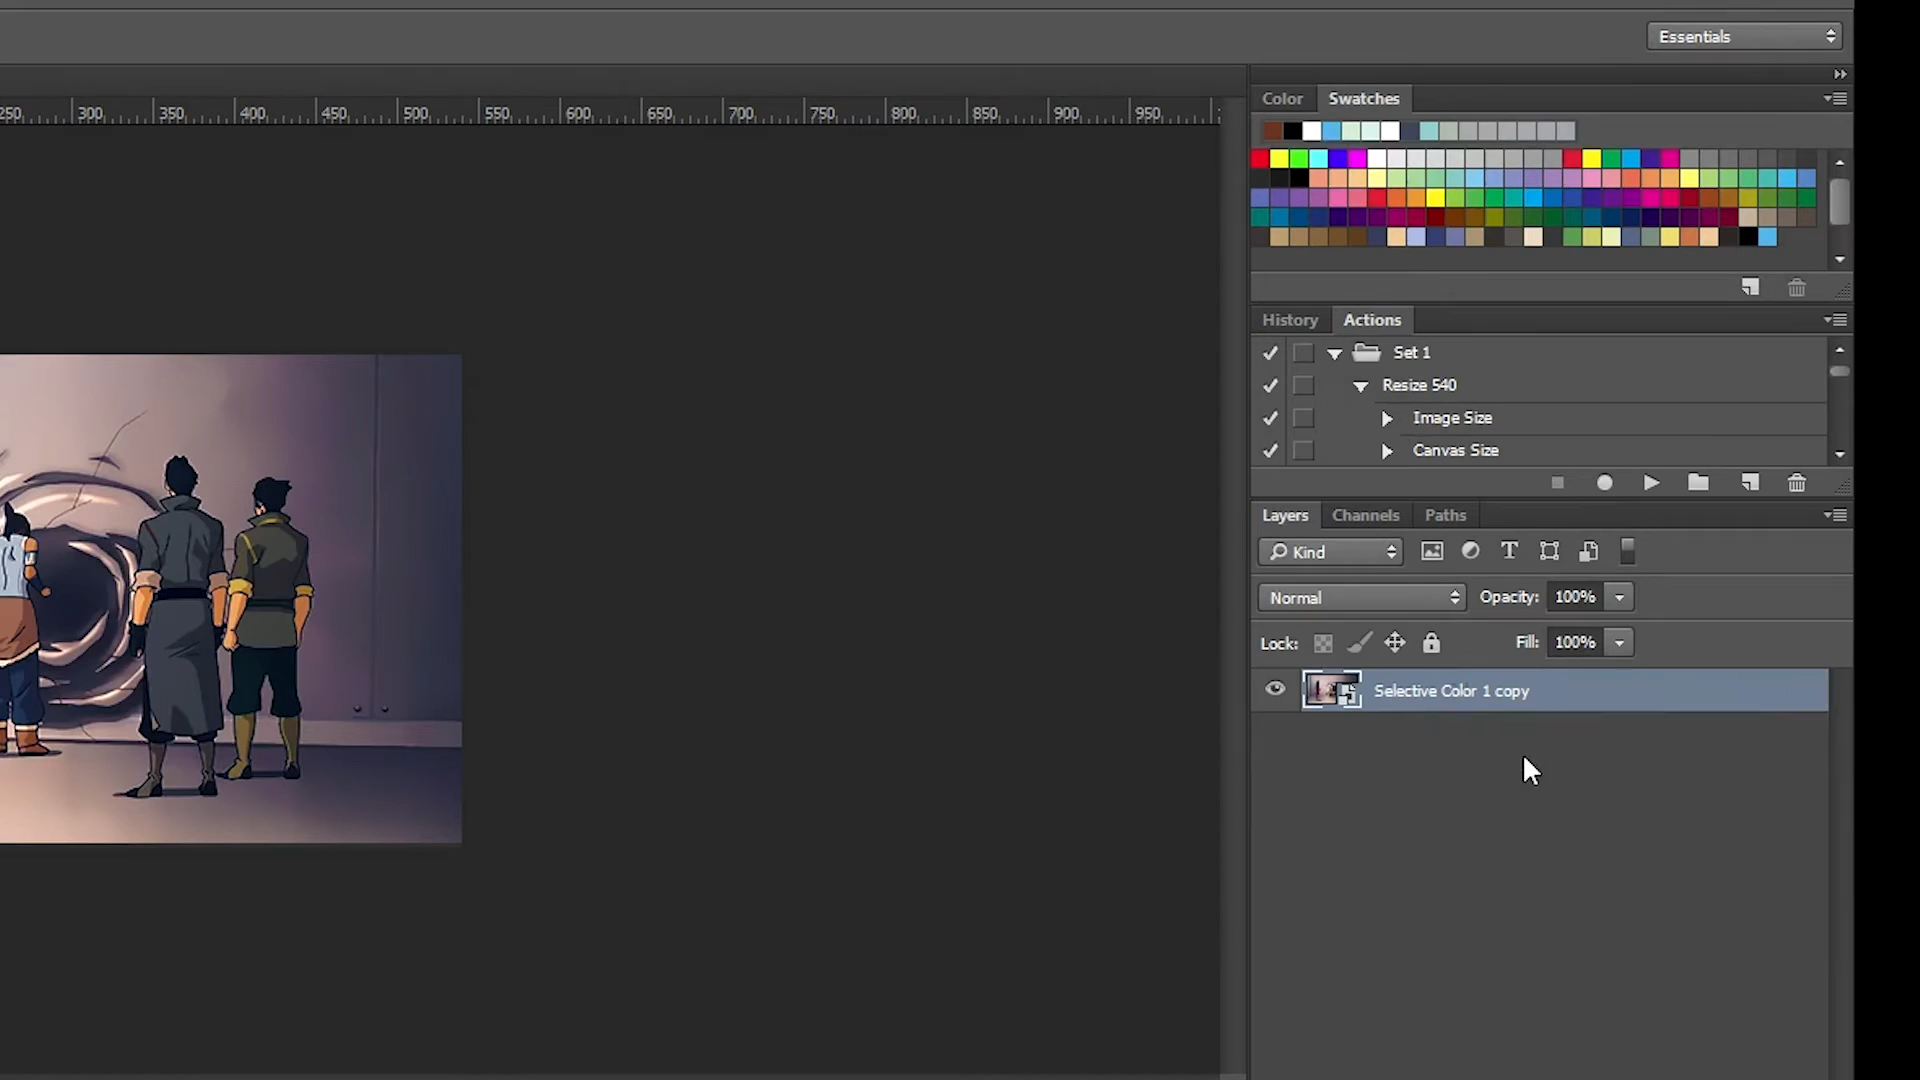 Essentials
250 300 350 400 450 500 550 600 650 700 750 800 850 900 950
Color Swatches
History Actions
Set 1
Resize 540
Image Size
Canvas Size
Layers Channels Paths
Kind
Normal Opacity: 100%
Lock: Fill: 100%
Selective Color 1 copy